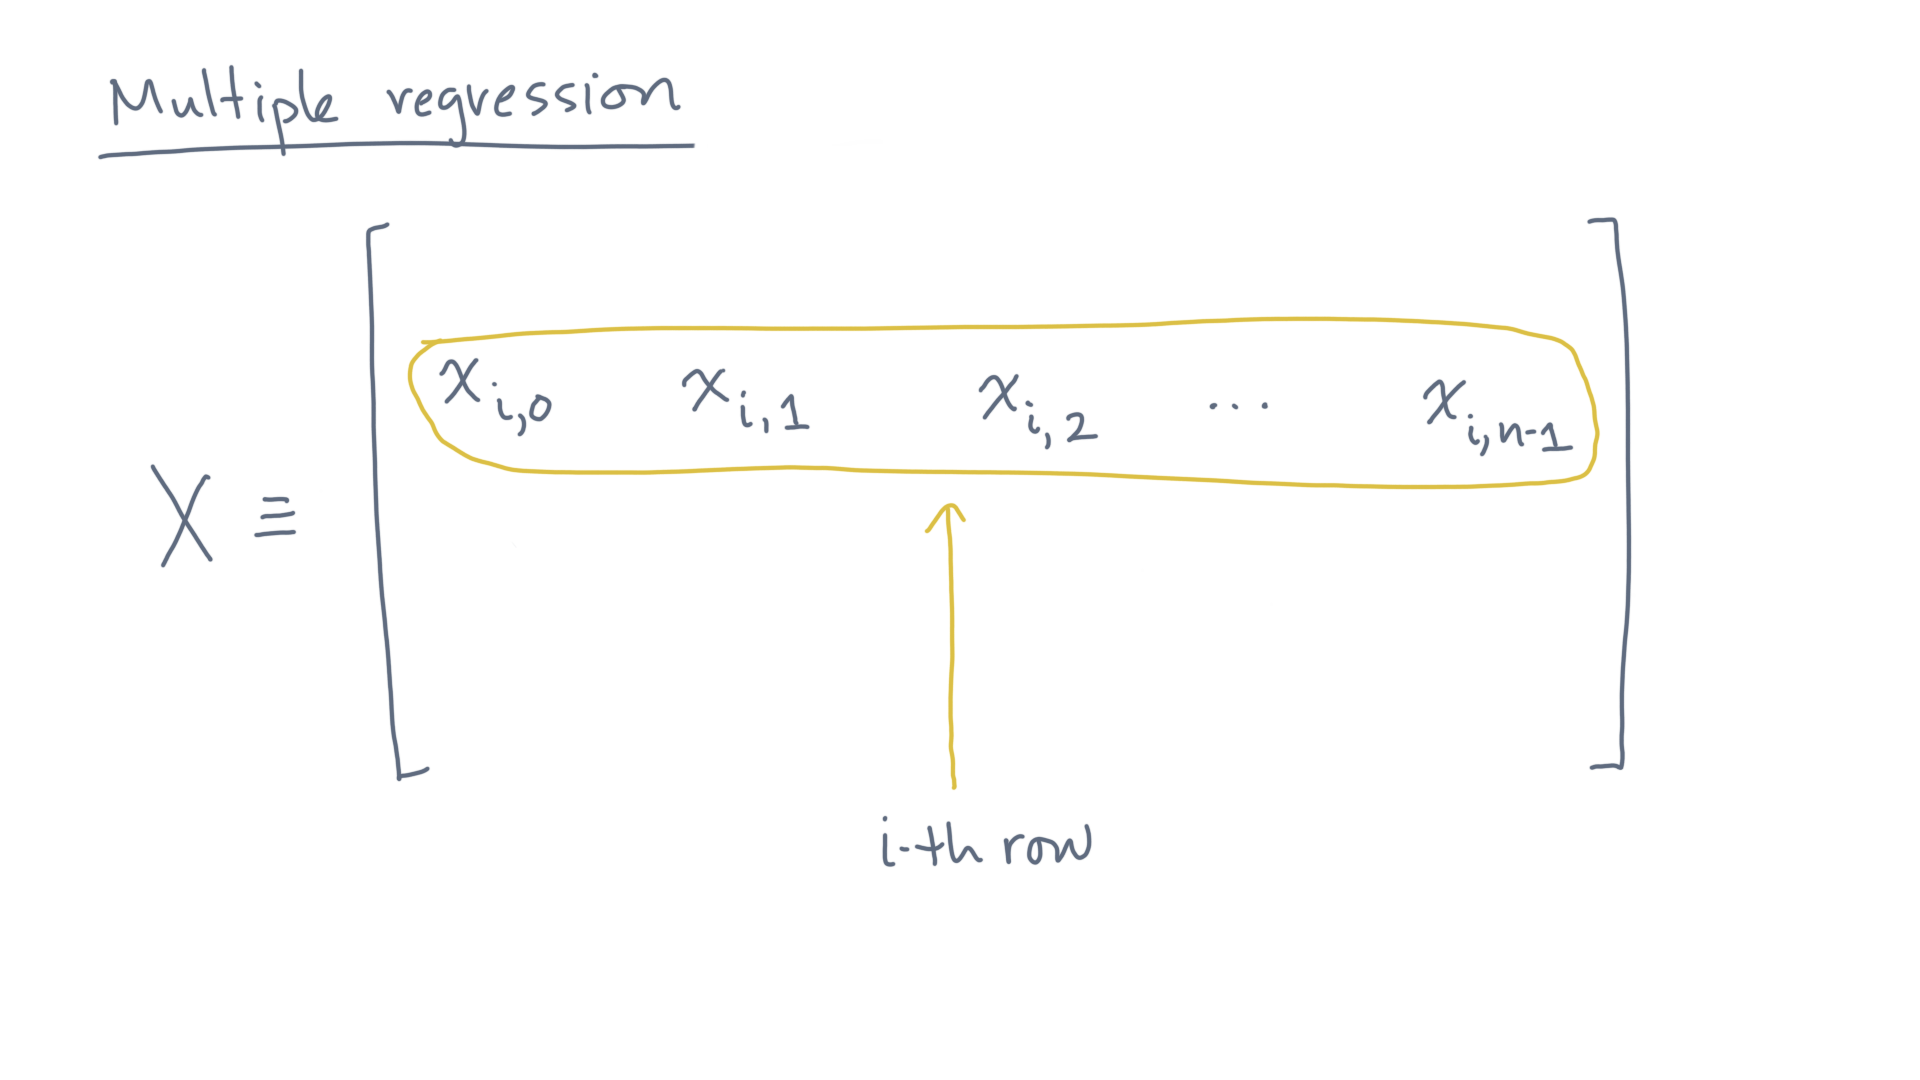 Multiple regression
X ≡ [ x_{i,0} x_{i,1} x_{i,2} ... x_{i,n-1} ]
i-th row